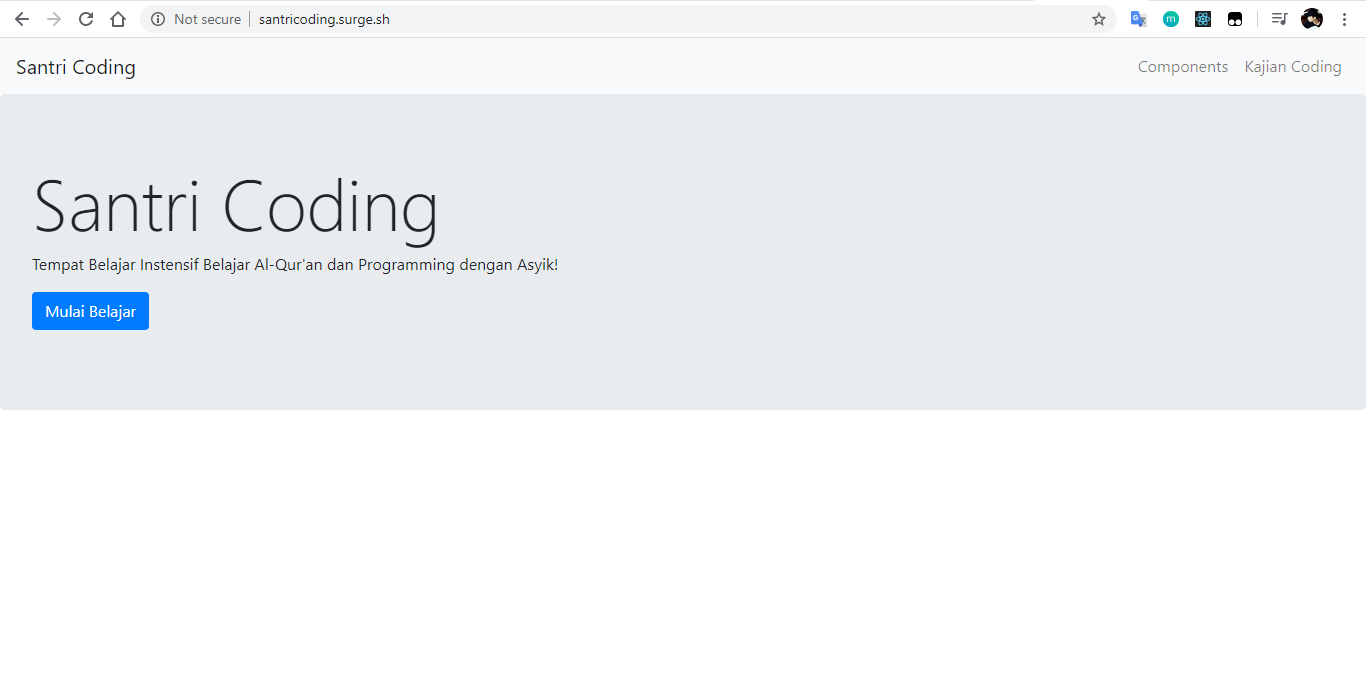 Not secure | santricoding.surge.sh
Santri Coding
Components Kajian Coding
Santri Coding
Tempat Belajar Instensif Belajar Al-Qur'an dan Programming dengan Asyik!
Mulai Belajar